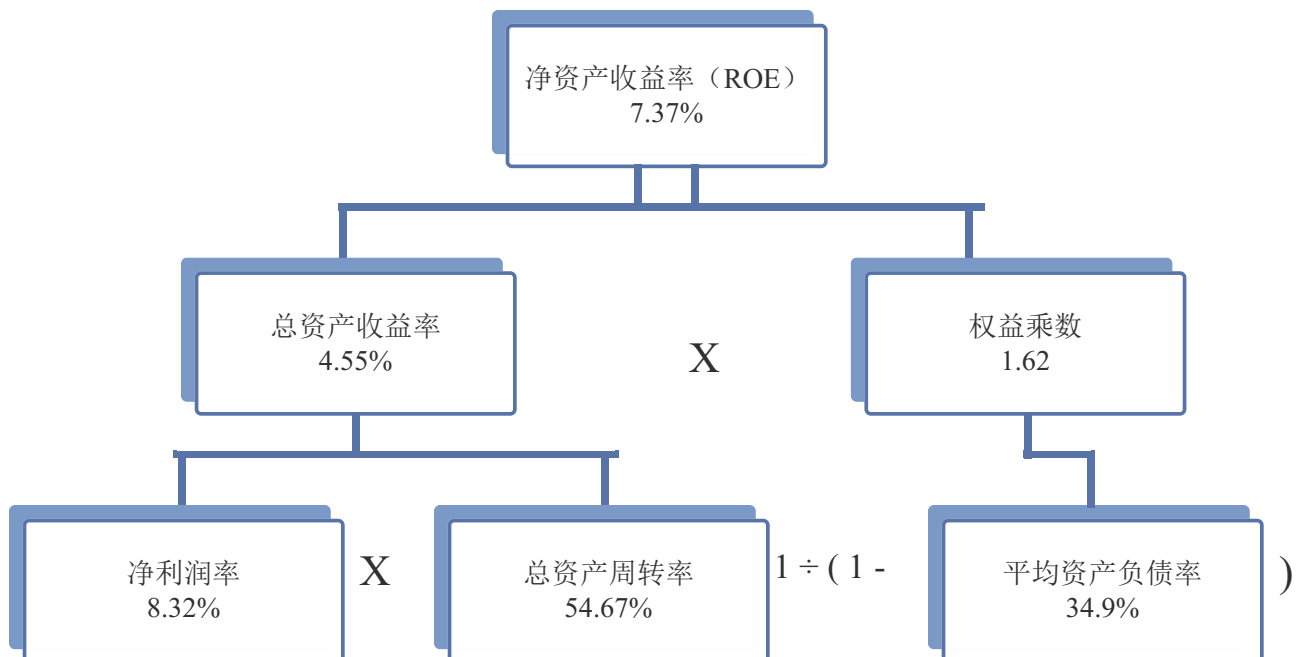 净资产收益率（ROE）
7.37%
总资产收益率
4.55%
X
权益乘数
1.62
净利润率
8.32%
X
总资产周转率
54.67%
1 ÷ ( 1 -
平均资产负债率
34.9%
)